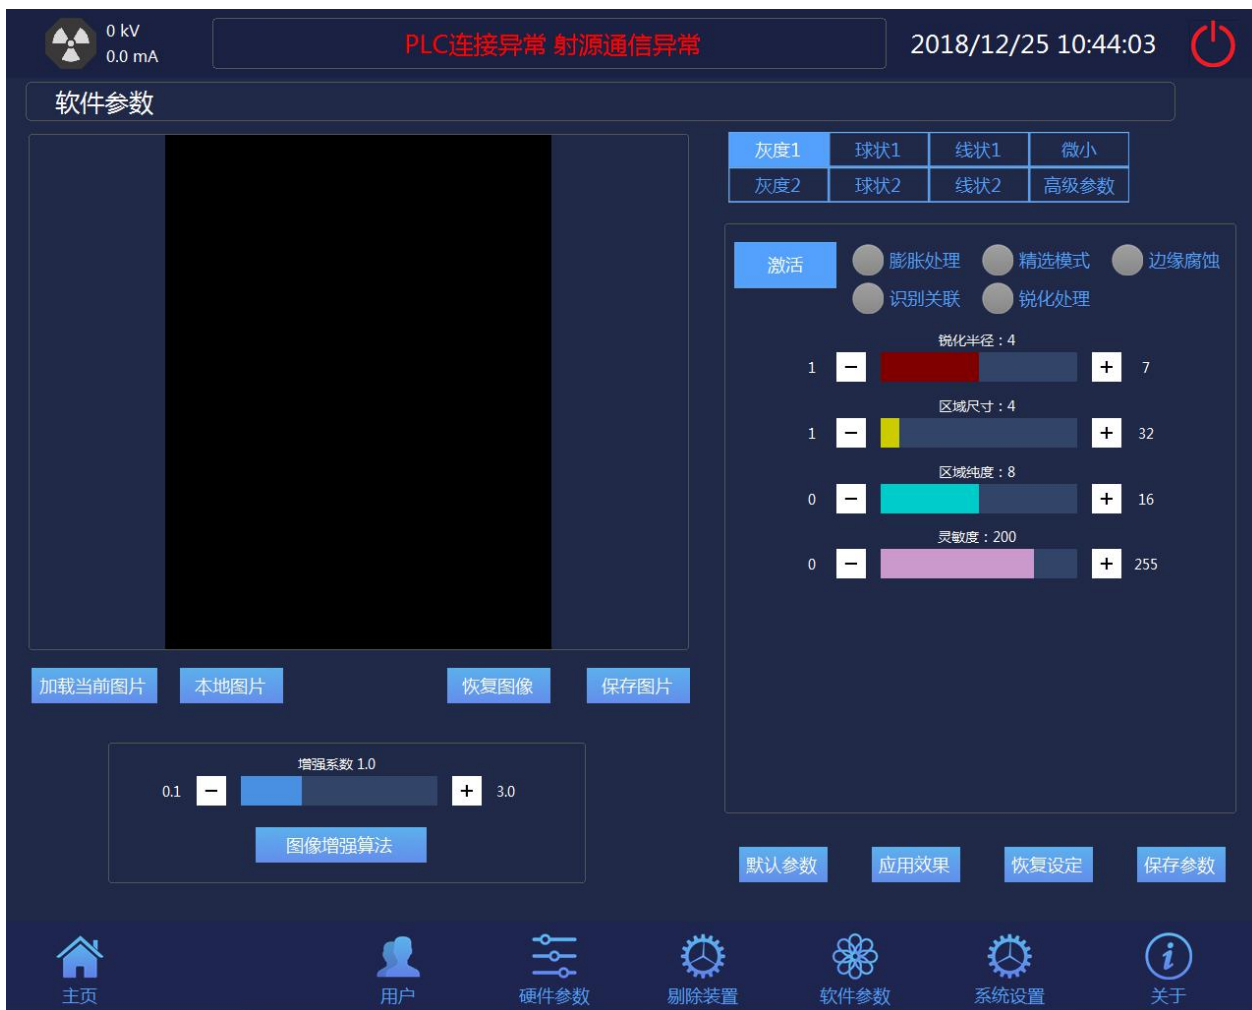 0 kV
0.0 mA
PLC连接异常 射源通信异常
2018/12/25 10:44:03
软件参数
灰度1 球状1 线状1 微小
灰度2 球状2 线状2 高级参数
激活 膨胀处理 精选模式 边缘腐蚀
识别关联 锐化处理
锐化半径：4
1 − + 7
区域尺寸：4
1 − + 32
区域纯度：8
0 − + 16
灵敏度：200
0 − + 255
加载当前图片 本地图片 恢复图像 保存图片
增强系数 1.0
0.1 − + 3.0
图像增强算法
默认参数 应用效果 恢复设定 保存参数
主页 用户 硬件参数 剔除装置 软件参数 系统设置 关于